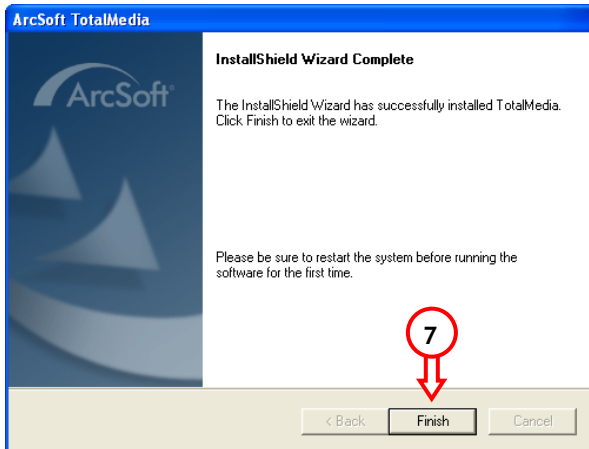 ArcSoft TotalMedia
ArcSoft
InstallShield Wizard Complete
The InstallShield Wizard has successfully installed TotalMedia.
Click Finish to exit the wizard.
Please be sure to restart the system before running the
software for the first time.
7
< Back
Finish
Cancel